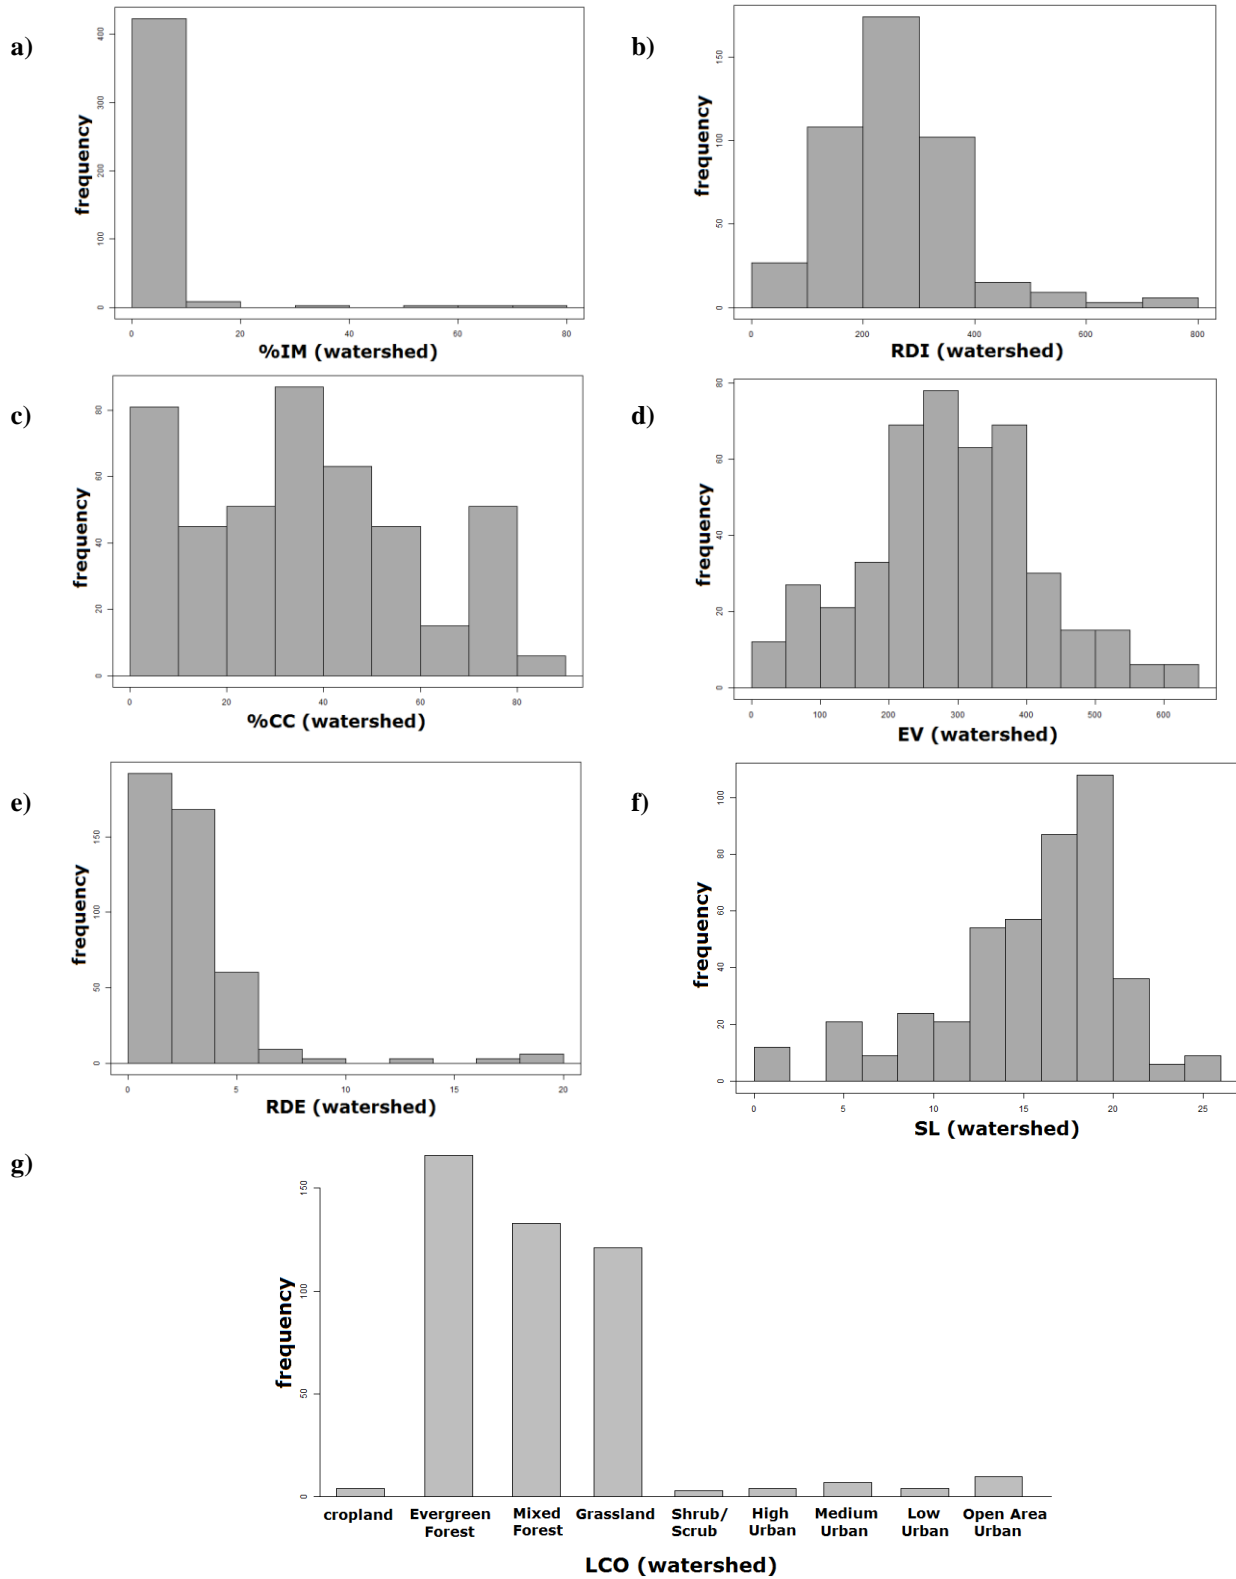 a)
frequency
0
100
200
300
400
0 20 40 60 80
%IM (watershed)
b)
frequency
0
50
100
150
0 200 400 600 800
RDI (watershed)
c)
frequency
0
20
40
60
80
0 20 40 60 80
%CC (watershed)
d)
frequency
0
20
40
60
80
0 100 200 300 400 500 600
EV (watershed)
e)
frequency
0
50
100
150
0 5 10 15 20
RDE (watershed)
f)
frequency
0
20
40
60
80
100
0 5 10 15 20 25
SL (watershed)
g)
frequency
0
50
100
150
cropland Evergreen Mixed Grassland Shrub/ High Medium Low Open Area
Forest Forest Scrub Urban Urban Urban Urban
LCO (watershed)